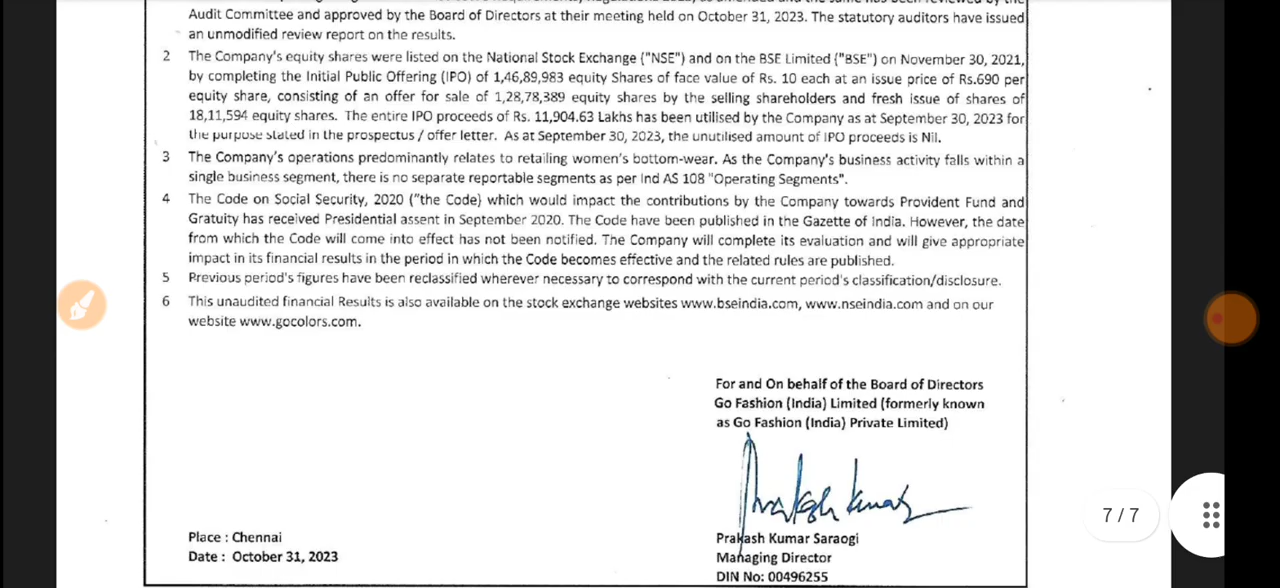 Audit Committee and approved by the Board of Directors at their meeting held on October 31, 2023. The statutory auditors have issued
an unmodified review report on the results.
2 The Company's equity shares were listed on the National Stock Exchange ("NSE") and on the BSE Limited ("BSE") on November 30, 2021,
by completing the Initial Public Offering (IPO) of 1,46,89,983 equity Shares of face value of Rs. 10 each at an issue price of Rs.690 per
equity share, consisting of an offer for sale of 1,28,78,389 equity shares by the selling shareholders and fresh issue of shares of
18,11,594 equity shares. The entire IPO proceeds of Rs. 11,904.63 Lakhs has been utilised by the Company as at September 30, 2023 for
the purpose stated in the prospectus / offer letter. As at September 30, 2023, the unutilised amount of IPO proceeds is Nil.
3 The Company's operations predominantly relates to retailing women's bottom-wear. As the Company's business activity falls within a
single business segment, there is no separate reportable segments as per Ind AS 108 "Operating Segments".
4 The Code on Social Security, 2020 ("the Code) which would impact the contributions by the Company towards Provident Fund and
Gratuity has received Presidential assent in September 2020. The Code have been published in the Gazette of India. However, the date
from which the Code will come into effect has not been notified. The Company will complete its evaluation and will give appropriate
impact in its financial results in the period in which the Code becomes effective and the related rules are published.
5 Previous period's figures have been reclassified wherever necessary to correspond with the current period's classification/disclosure.
6 This unaudited financial Results is also available on the stock exchange websites www.bseindia.com, www.nseindia.com and on our
website www.gocolors.com.
For and On behalf of the Board of Directors
Go Fashion (India) Limited (formerly known
as Go Fashion (India) Private Limited)
Prakash Kumar
7 / 7
Place : Chennai
Prakash Kumar Saraogi
Date : October 31, 2023
Managing Director
DIN No: 00496255